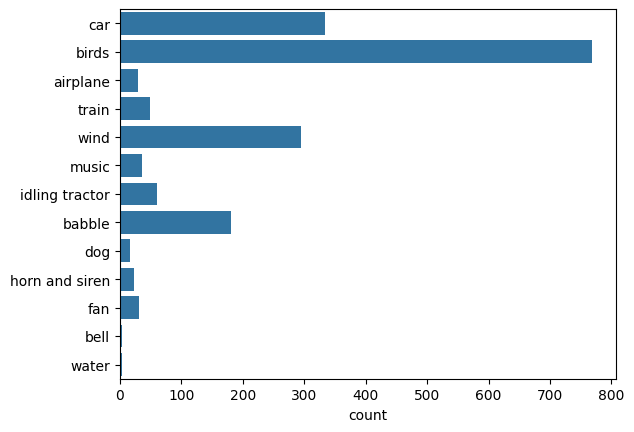 car
birds
airplane
train
wind
music
idling tractor
babble
dog
horn and siren
fan
bell
water
0 100 200 300 400 500 600 700 800
count